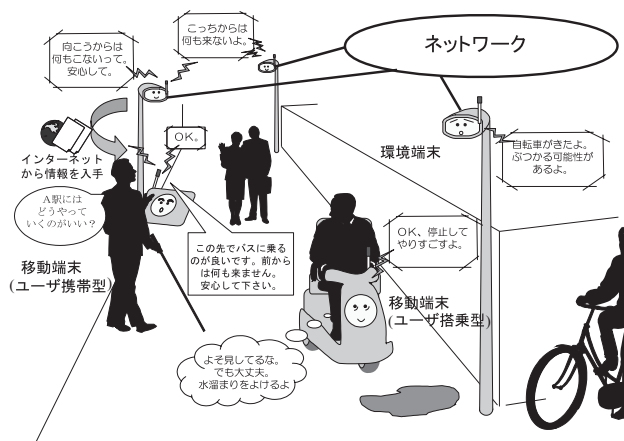 向こうからは
何もこないって。
安心して。
こっちからは
何も来ないよ。
ネットワーク
OK。
環境端末
自転車がきたよ。
ぶつかる可能性が
あるよ。
インターネット
から情報を入手
A駅には
どうやって
いくのがいい？
この先でバスに乗る
のが良いです。前から
は何も来ません。
安心して下さい。
OK、停止して
やりすごすよ。
移動端末
(ユーザ携帯型)
移動端末
(ユーザ搭乗型)
よそ見してるな。
でも大丈夫。
水溜まりをよけるよ